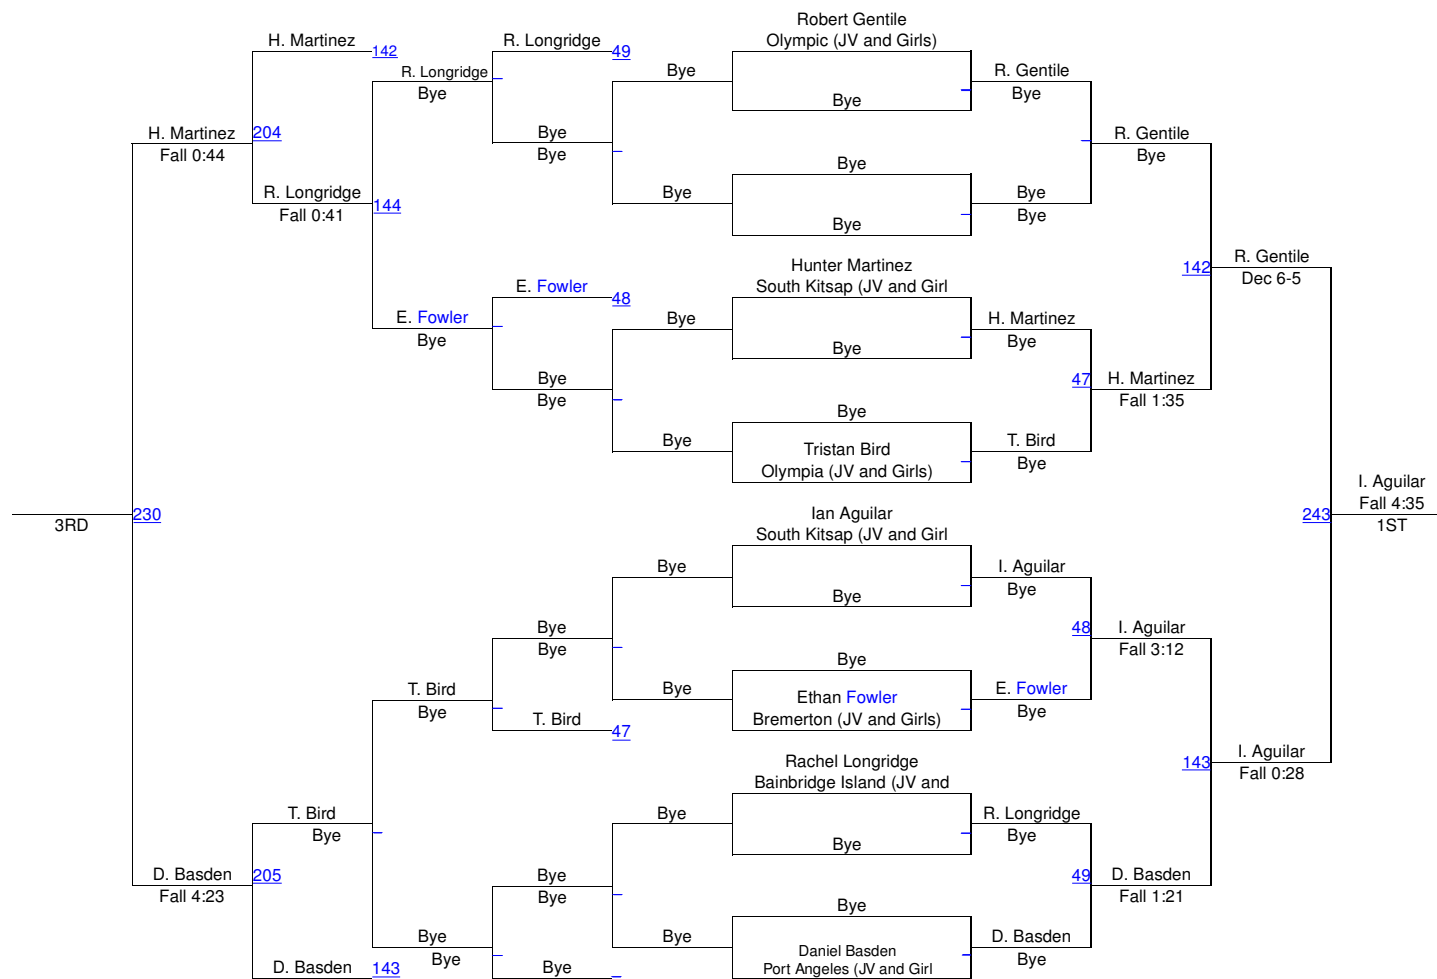 Robert Gentile
H. Martinez 142 R. Longridge 49 Olympic (JV and Girls)
R. Longridge Bye R. Gentile
Bye Bye Bye
H. Martinez 204 Bye R. Gentile
Fall 0:44 Bye Bye Bye
R. Longridge 144 Bye Bye
Fall 0:41 Bye Bye
Hunter Martinez
E. Fowler 48 South Kitsap (JV and Girl 142 R. Gentile
E. Fowler Bye H. Martinez Dec 6-5
Bye Bye Bye
Bye 47 H. Martinez
Bye Bye Fall 1:35
Bye Tristan Bird T. Bird
Olympia (JV and Girls) Bye
I. Aguilar
230 Ian Aguilar 243 Fall 4:35
3RD South Kitsap (JV and Girl 1ST
Bye I. Aguilar
Bye Bye
Bye 48 I. Aguilar
Bye Bye Fall 3:12
T. Bird Bye Ethan Fowler E. Fowler
Bye T. Bird 47 Bremerton (JV and Girls) Bye
Rachel Longridge 143 I. Aguilar
Bainbridge Island (JV and Fall 0:28
T. Bird Bye R. Longridge
Bye Bye Bye
D. Basden 205 Bye 49 D. Basden
Fall 4:23 Bye Bye Fall 1:21
Bye Bye Daniel Basden D. Basden
D. Basden 143 Bye Bye Port Angeles (JV and Girl Bye